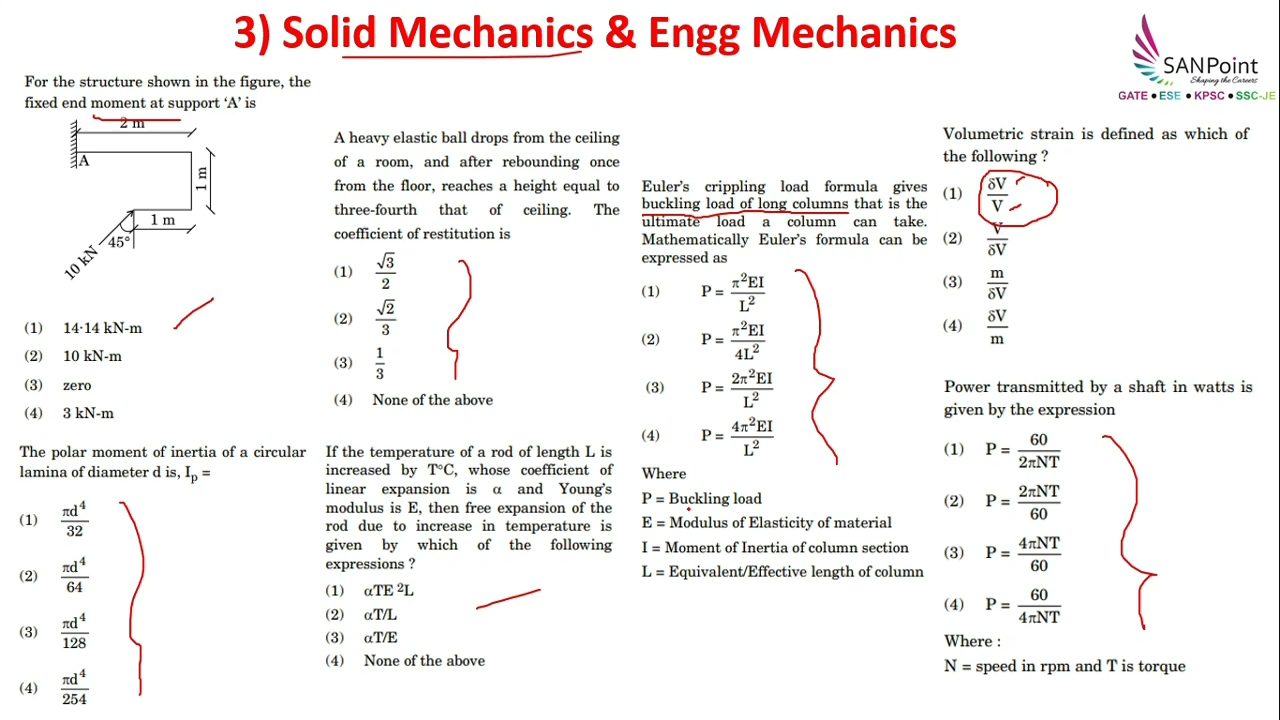 3) Solid Mechanics & Engg Mechanics
SANPoint
Shaping the Careers
GATE ● ESE ● KPSC ● SSC-JE
For the structure shown in the figure, the
fixed end moment at support ‘A’ is
2 m
A
1 m
1 m
45°
10 kN
(1) 14·14 kN-m
(2) 10 kN-m
(3) zero
(4) 3 kN-m
The polar moment of inertia of a circular
lamina of diameter d is, Iₚ =
(1) πd⁴/32
(2) πd⁴/64
(3) πd⁴/128
(4) πd⁴/254
A heavy elastic ball drops from the ceiling
of a room, and after rebounding once
from the floor, reaches a height equal to
three-fourth that of ceiling. The
coefficient of restitution is
(1) √3/2
(2) √2/3
(3) 1/3
(4) None of the above
If the temperature of a rod of length L is
increased by T°C, whose coefficient of
linear expansion is α and Young's
modulus is E, then free expansion of the
rod due to increase in temperature is
given by which of the following
expressions ?
(1) αTE ²L
(2) αT/L
(3) αT/E
(4) None of the above
Euler's crippling load formula gives
buckling load of long columns that is the
ultimate load a column can take.
Mathematically Euler's formula can be
expressed as
(1) P = π²EI/L²
(2) P = π²EI/4L²
(3) P = 2π²EI/L²
(4) P = 4π²EI/L²
Where
P = Buckling load
E = Modulus of Elasticity of material
I = Moment of Inertia of column section
L = Equivalent/Effective length of column
Volumetric strain is defined as which of
the following ?
(1) δV/V
(2) V/δV
(3) m/δV
(4) δV/m
Power transmitted by a shaft in watts is
given by the expression
(1) P = 60/2πNT
(2) P = 2πNT/60
(3) P = 4πNT/60
(4) P = 60/4πNT
Where :
N = speed in rpm and T is torque